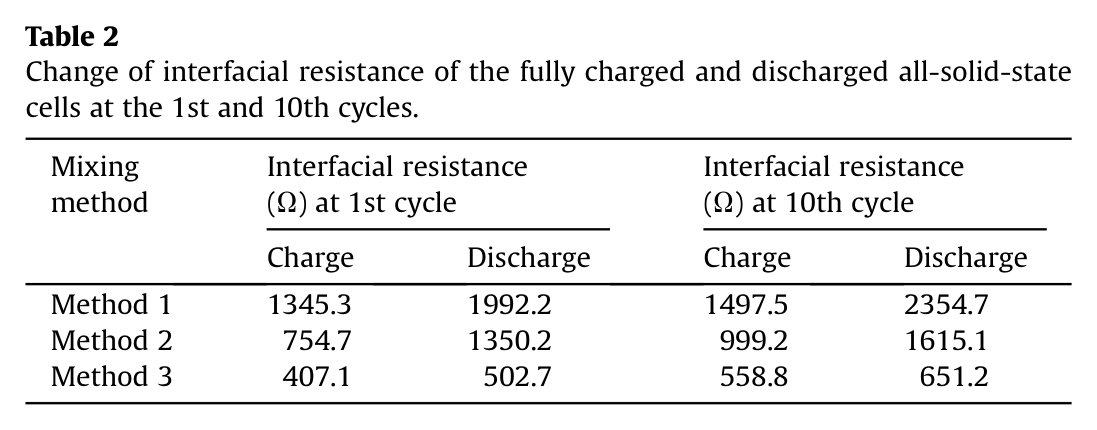 Table 2
Change of interfacial resistance of the fully charged and discharged all-solid-state
cells at the 1st and 10th cycles.
Mixing method Interfacial resistance (Ω) at 1st cycle Interfacial resistance (Ω) at 10th cycle
Charge Discharge Charge Discharge
Method 1 1345.3 1992.2 1497.5 2354.7
Method 2 754.7 1350.2 999.2 1615.1
Method 3 407.1 502.7 558.8 651.2